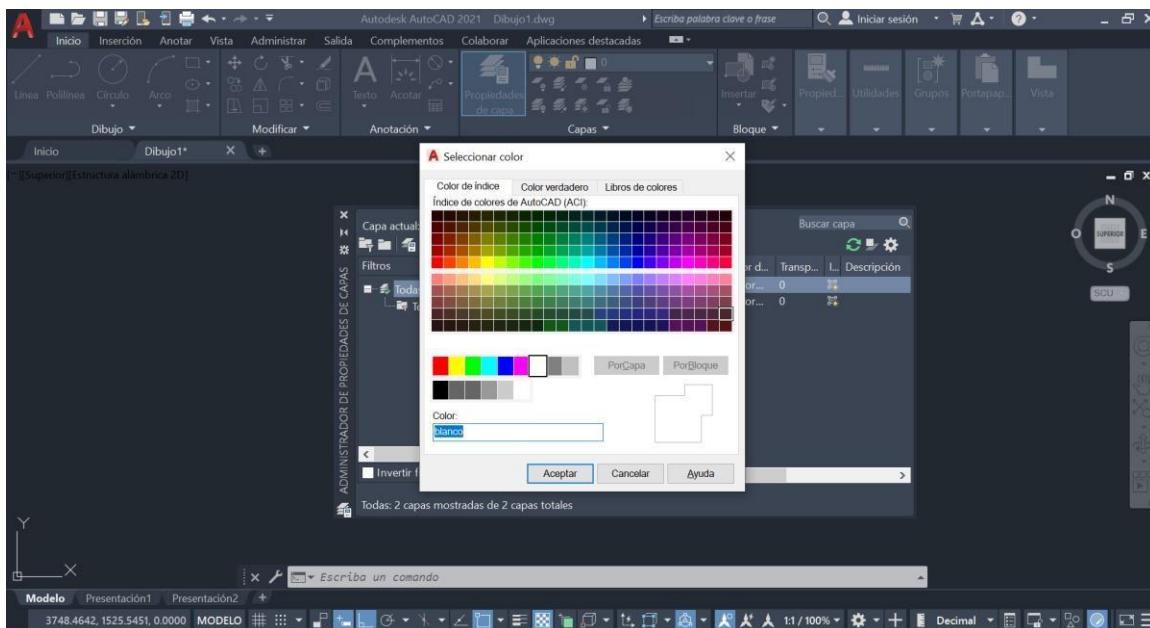 Autodesk AutoCAD 2021 Dibujo1.dwg
Escriba palabra clave o frase
Iniciar sesión
Inicio Inserción Anotar Vista Administrar Salida Complementos Colaborar Aplicaciones destacadas
0
Línea Polilínea Círculo Arco
Texto Acotar
Propiedades de capa
Insertar
Propied... Utilidades Grupos Portapap... Vista
Dibujo Modificar Anotación Capas Bloque
Inicio Dibujo1*
[−][Superior][Estructura alámbrica 2D]
Seleccionar color
Color de índice Color verdadero Libros de colores
Índice de colores de AutoCAD (ACI):
PorCapa PorBloque
Color:
blanco
Aceptar Cancelar Ayuda
ADMINISTRADOR DE PROPIEDADES DE CAPAS
Capa actual:
Buscar capa
Filtros
Transp... Descripción
Toda
0
0
Invertir f
Todas: 2 capas mostradas de 2 capas totales
N
O SUPERIOR E
S
SCU
Y
X
Escriba un comando
Modelo Presentación1 Presentación2
3748.4642, 1525.5451, 0.0000 MODELO 1:1 / 100% Decimal